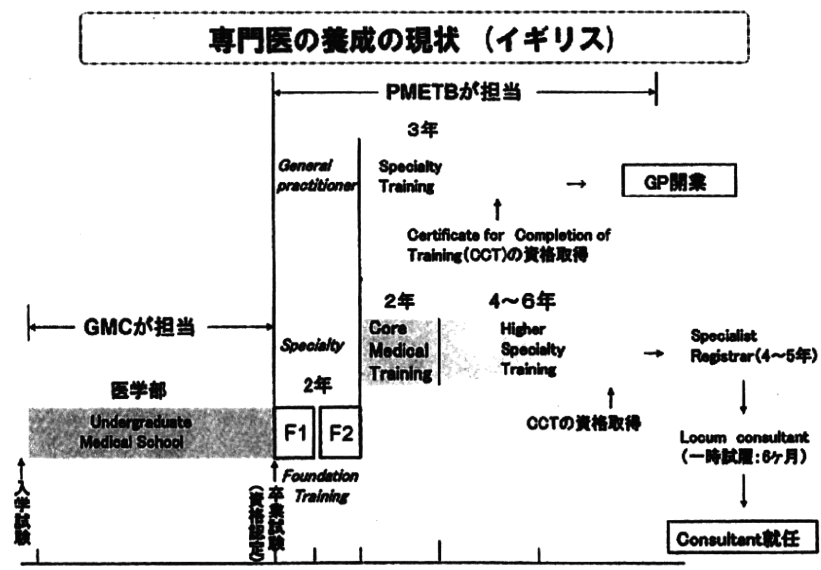 専門医の養成の現状 (イギリス)
PMETBが担当
3年
General
practitioner
Specialty
Training
GP開業
Certificate for Completion of
Training(CCT)の資格取得
2年
4〜6年
GMCが担当
Specialty
Core
Medical
Training
Higher
Specialty
Training
Specialist
Registrar(4〜5年)
医学部
2年
Undergraduate
Medical School
F1
F2
CCTの資格取得
Locum consultant
(一時試雇:6ヶ月)
Foundation
Training
入学試験
卒業試験
Consultant就任